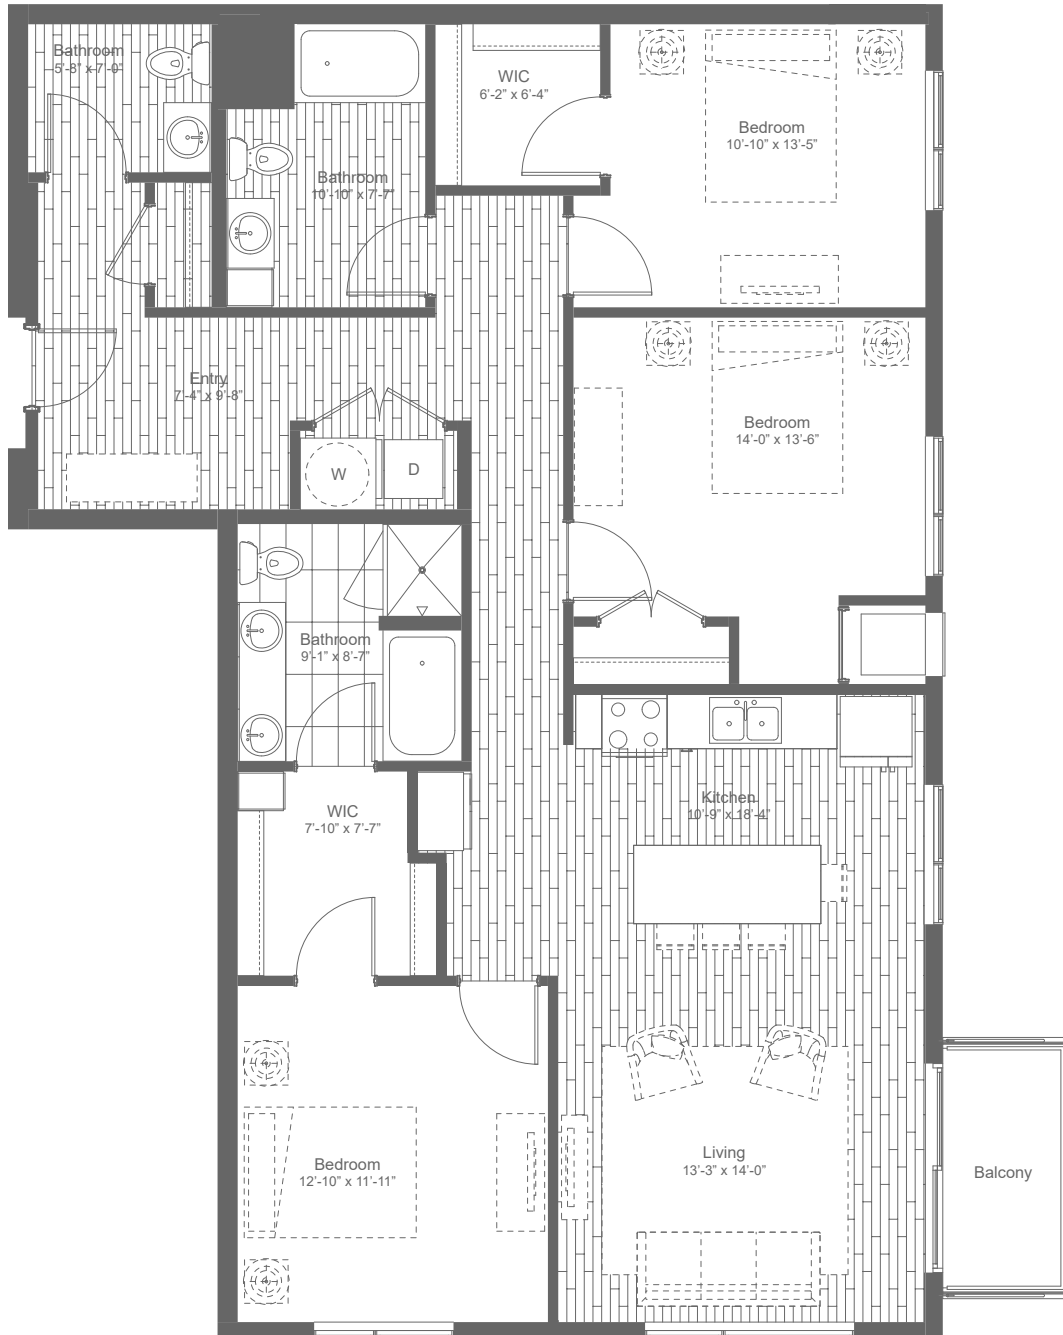 Bathroom
5'-8" x 7'-0"
WIC
6'-2" x 6'-4"
Bedroom
10'-10" x 13'-5"
Bathroom
10'-10" x 7'-7"
Entry
7'-4" x 9'-8"
Bedroom
14'-0" x 13'-6"
W
D
Bathroom
9'-1" x 8'-7"
WIC
7'-10" x 7'-7"
Kitchen
10'-9" x 18'-4"
Bedroom
12'-10" x 11'-11"
Living
13'-3" x 14'-0"
Balcony